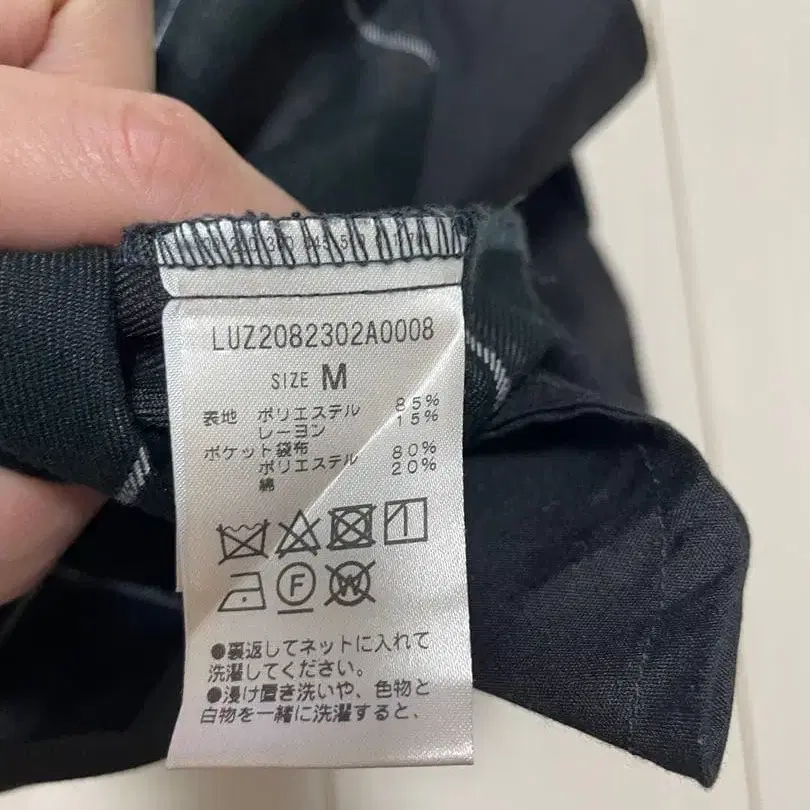 LUZ2082302A0008
SIZE M
表地 ポリエステル 85%
レーヨン 15%
ポケット袋布
ポリエステル 80%
綿 20%
F W
●裏返してネットに入れて
洗濯してください。
●浸け置き洗いや、色物と
白物を一緒に洗濯すると、